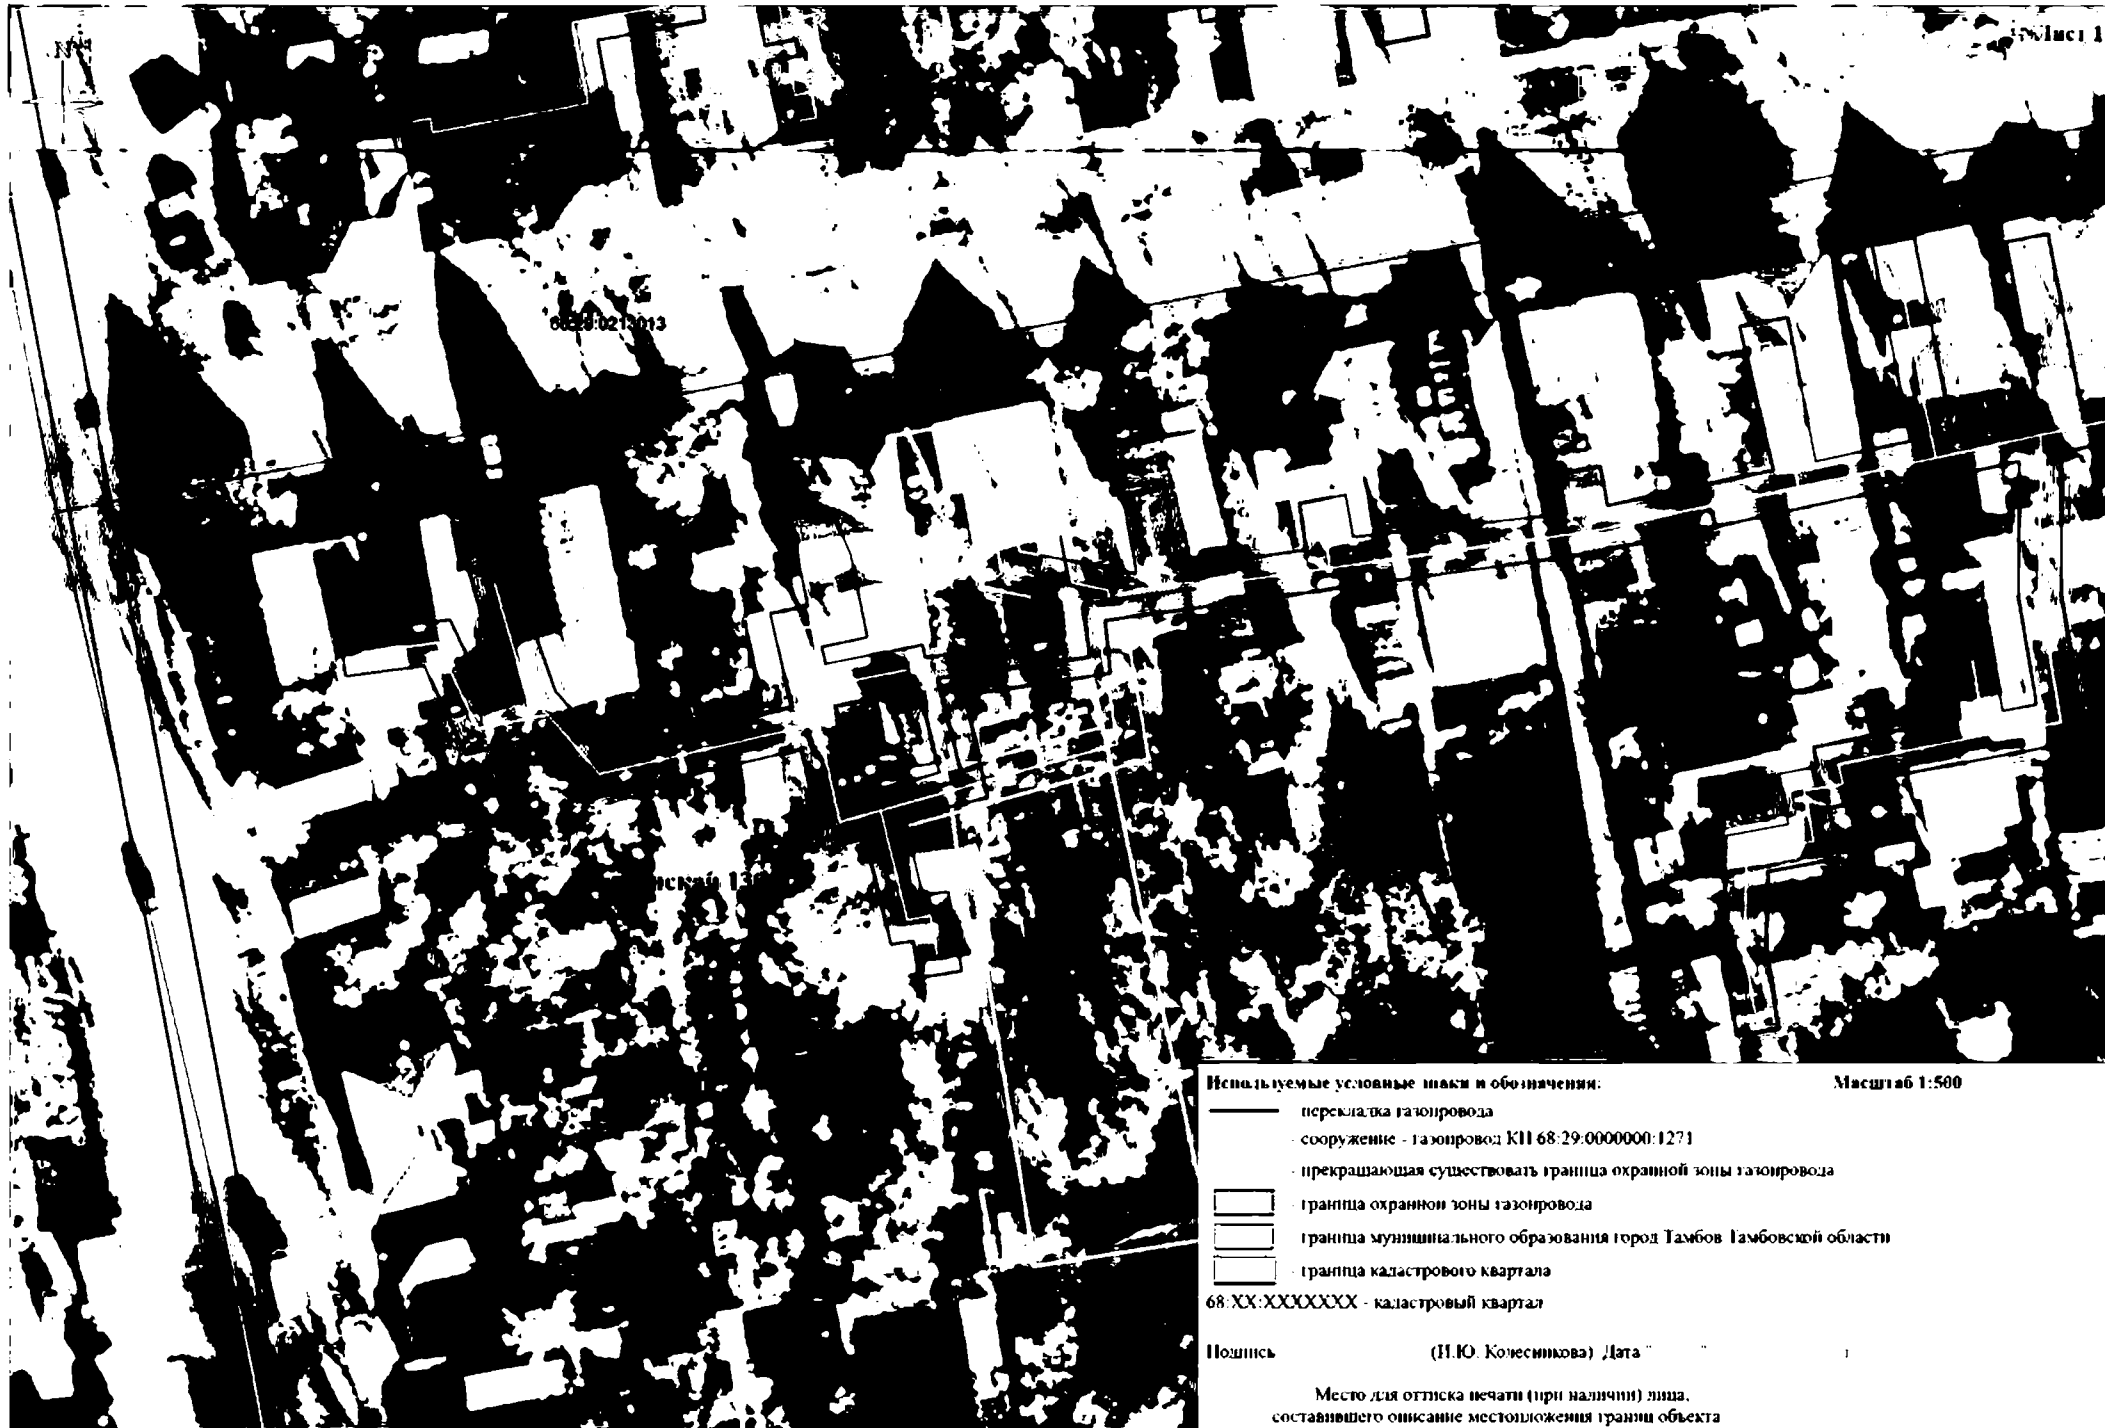 Лист 1
68:29:0213013
Используемые условные знаки и обозначения:
Масштаб 1:500
перекладка газопровода
- сооружение - газопровод КН 68:29:0000000:1271
- прекращающая существовать граница охранной зоны газопровода
- граница охранной зоны газопровода
- граница муниципального образования город Тамбов Тамбовской области
- граница кадастрового квартала
68:XX:XXXXXXX - кадастровый квартал
Подпись (И.Ю. Колесникова) Дата " "
Место для оттиска печати (при наличии) лица,
составившего описание местоположения границ объекта